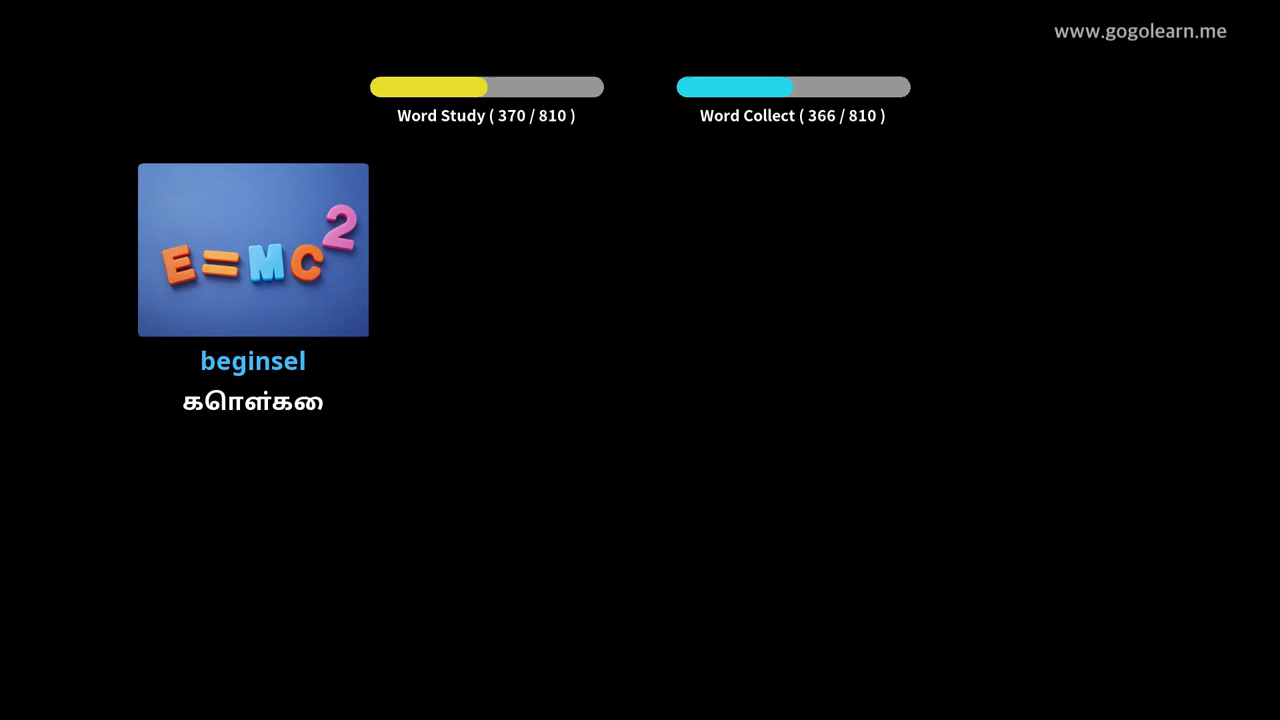 www.gogolearn.me
Word Study ( 370 / 810 )
Word Collect ( 366 / 810 )
E=MC²
beginsel
கொள்கை